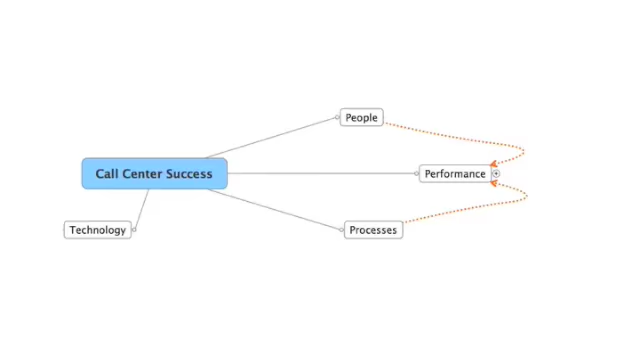 People
Call Center Success
Performance
Technology
Processes